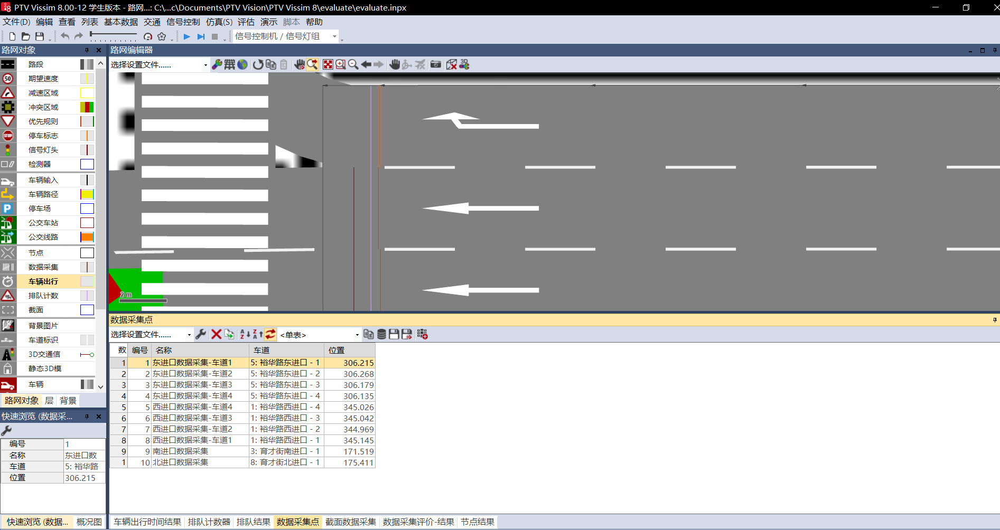 PTV Vissim 8.00-12 学生版本 - 路网...: C:\...c\Documents\PTV Vision\PTV Vissim 8\evaluate\evaluate.inpx
文件(D) 编辑 查看 列表 基本数据 交通 信号控制 仿真(S) 评估 演示 脚本 帮助
信号控制机 / 信号灯组
路网对象
路段
50 期望速度
减速区域
冲突区域
优先规则
STOP 停车标志
信号灯头
检测器
车辆输入
车辆路径
P 停车场
公交车站
公交线路
节点
数据采集
车辆出行
排队计数
截面
背景图片
车道标识
3D交通信
静态3D模
车辆
路网对象 层 背景
快速浏览 (数据采...
编号 1
名称 东进口数
车道 5: 裕华路
位置 306.215
快速浏览 (数据... 概况图
路网编辑器
选择设置文件...... 3D
2 m
数据采集点
选择设置文件...... <单表>
数 编号 名称 车道 位置
1 1 东进口数据采集-车道1 5: 裕华路东进口 - 1 306.215
2 2 东进口数据采集-车道2 5: 裕华路东进口 - 2 306.268
3 3 东进口数据采集-车道3 5: 裕华路东进口 - 3 306.179
4 4 东进口数据采集-车道4 5: 裕华路东进口 - 4 306.135
5 5 西进口数据采集-车道4 1: 裕华路西进口 - 4 345.026
6 6 西进口数据采集-车道3 1: 裕华路西进口 - 3 345.042
7 7 西进口数据采集-车道2 1: 裕华路西进口 - 2 344.969
8 8 西进口数据采集-车道1 1: 裕华路西进口 - 1 345.145
9 9 南进口数据采集 3: 育才街南进口 - 1 171.519
1 10 北进口数据采集 8: 育才街北进口 - 1 175.411
车辆出行时间结果 排队计数器 排队结果 数据采集点 截面数据采集 数据采集评价-结果 节点结果